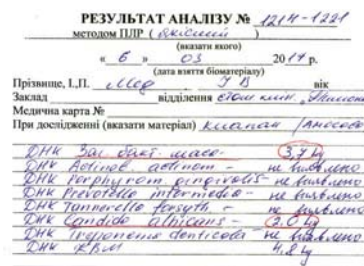 РЕЗУЛЬТАТ АНАЛІЗУ № 1214-1221
методом ПЛР ( якісний )
(вказати якого)
« 6 » 03 2017 р.
(дата взяття біоматеріалу)
Прізвище, І.,П. Мед У В вік
Заклад відділення
Медична карта №
При дослідженні (вказати матеріал)
ДНК Заг. бакт. маса- 3,7 lg
ДНК Actinob. actinom не виявлено
ДНК Porphyrom gingivalis- не виявлено
ДНК Prevotella intermedia- не виявлено
ДНК Tannerella forsyth- не виявлено
ДНК Candida albicans- 2.0 lg
ДНК Treponema denticola- не виявлено
ДНК КВМ 4.8 lg